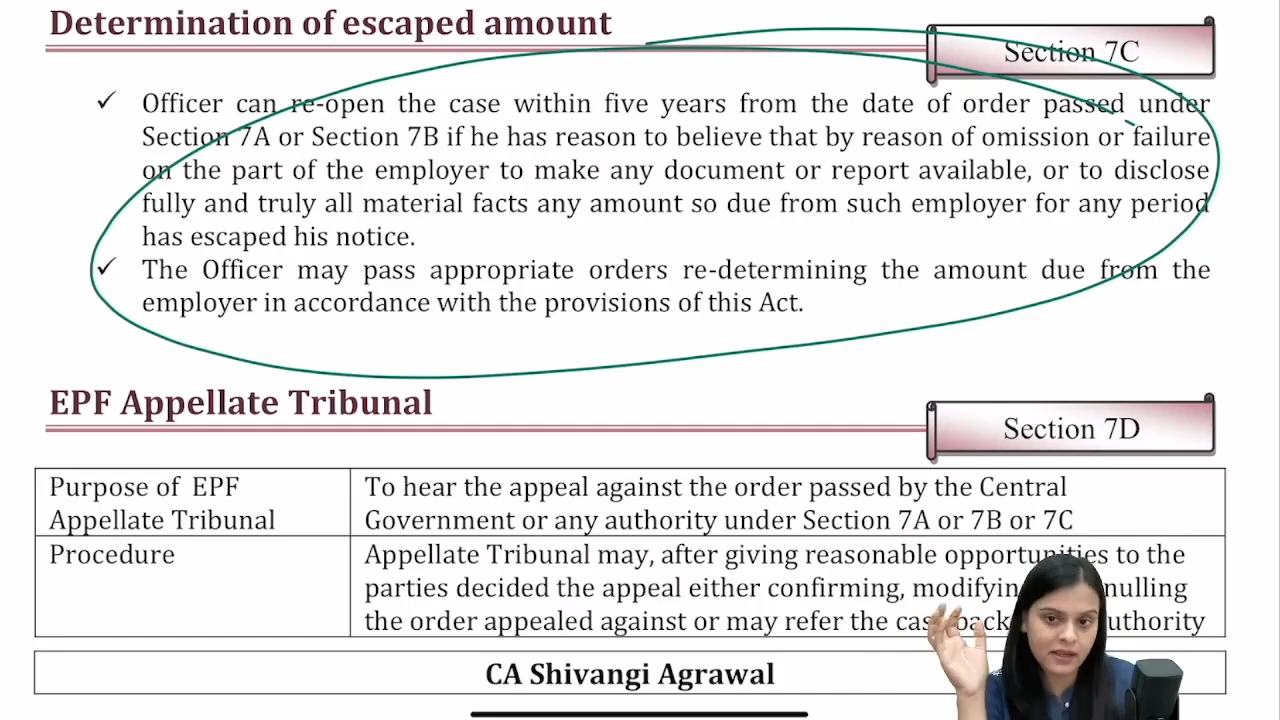 Determination of escaped amount
Section 7C
✓ Officer can re-open the case within five years from the date of order passed under
Section 7A or Section 7B if he has reason to believe that by reason of omission or failure
on the part of the employer to make any document or report available, or to disclose
fully and truly all material facts any amount so due from such employer for any period
has escaped his notice.
✓ The Officer may pass appropriate orders re-determining the amount due from the
employer in accordance with the provisions of this Act.
EPF Appellate Tribunal
Section 7D
Purpose of EPF
Appellate Tribunal
To hear the appeal against the order passed by the Central
Government or any authority under Section 7A or 7B or 7C
Procedure
Appellate Tribunal may, after giving reasonable opportunities to the
parties decided the appeal either confirming,
the order appealed against or may refer the
CA Shivangi Agrawal